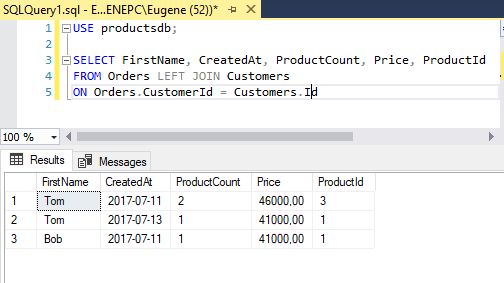 SQLQuery1.sql - E...ENEPC\Eugene (52))*
1 USE productsdb;
2
3 SELECT FirstName, CreatedAt, ProductCount, Price, ProductId
4 FROM Orders LEFT JOIN Customers
5 ON Orders.CustomerId = Customers.Id
100 %
Results Messages
FirstName CreatedAt ProductCount Price ProductId
1 Tom 2017-07-11 2 46000,00 3
2 Tom 2017-07-13 1 41000,00 1
3 Bob 2017-07-11 1 41000,00 1